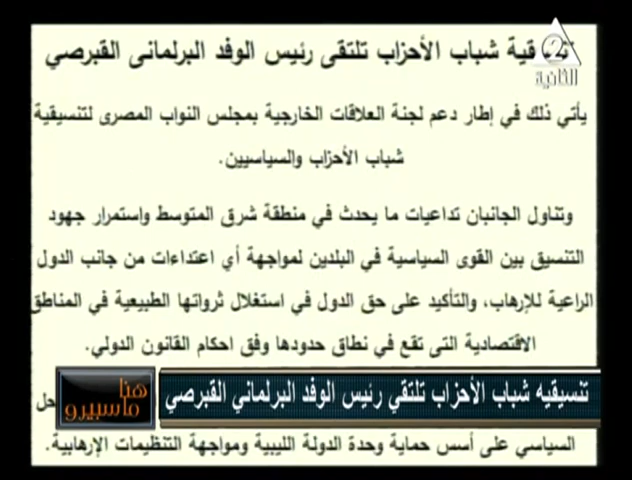 شباب الأحزاب تلتقى رئيس الوفد البرلمانى القبرصي
2
الثانية
يأتي ذلك في إطار دعم لجنة العلاقات الخارجية بمجلس النواب المصرى لتنسيقية
شباب الأحزاب والسياسيين.
وتناول الجانبان تداعيات ما يحدث في منطقة شرق المتوسط واستمرار جهود
التنسيق بين القوى السياسية في البلدين لمواجهة أي اعتداءات من جانب الدول
الراعية للإرهاب، والتأكيد على حق الدول في استغلال ثرواتها الطبيعية في المناطق
الاقتصادية التى تقع في نطاق حدودها وفق احكام القانون الدولي.
هنا
ماسبيرو
تنسيقيه شباب الأحزاب تلتقي رئيس الوفد البرلماني القبرصي
السياسي على أسس حماية وحدة الدولة الليبية ومواجهة التنظيمات الإرهابية.